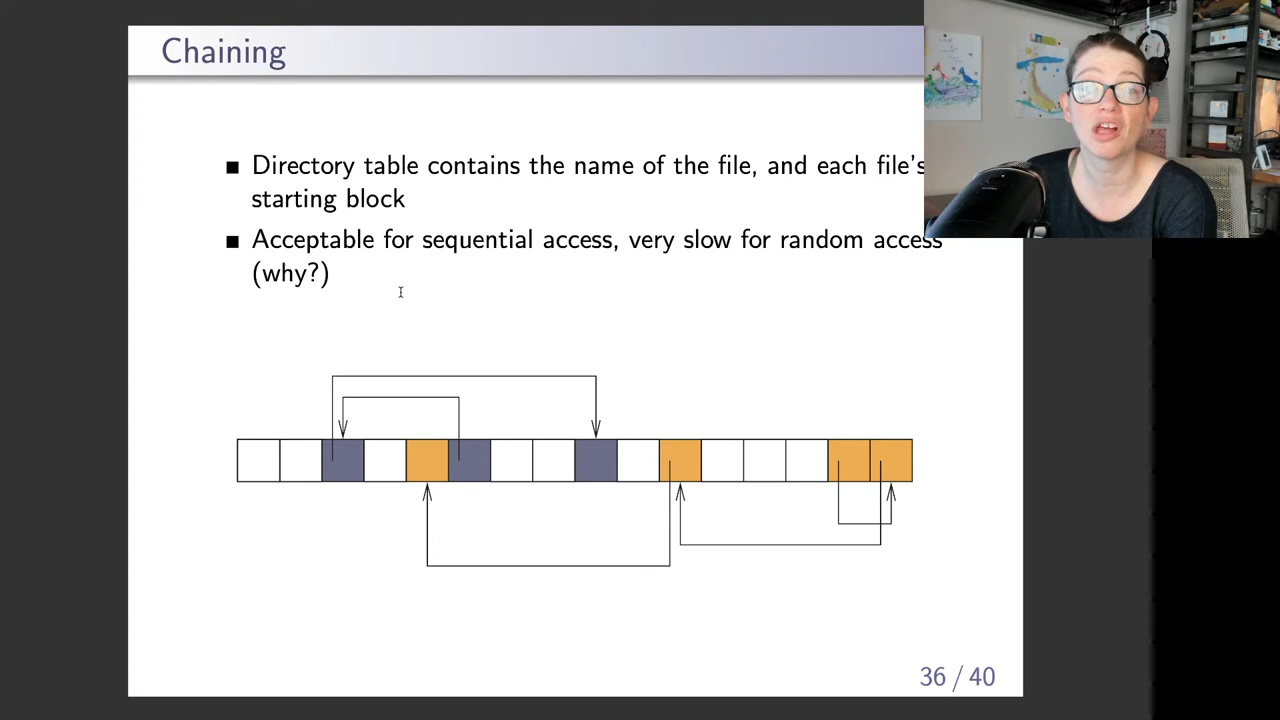 Chaining
Directory table contains the name of the file, and each file's
starting block
Acceptable for sequential access, very slow for random access
(why?)
36 / 40